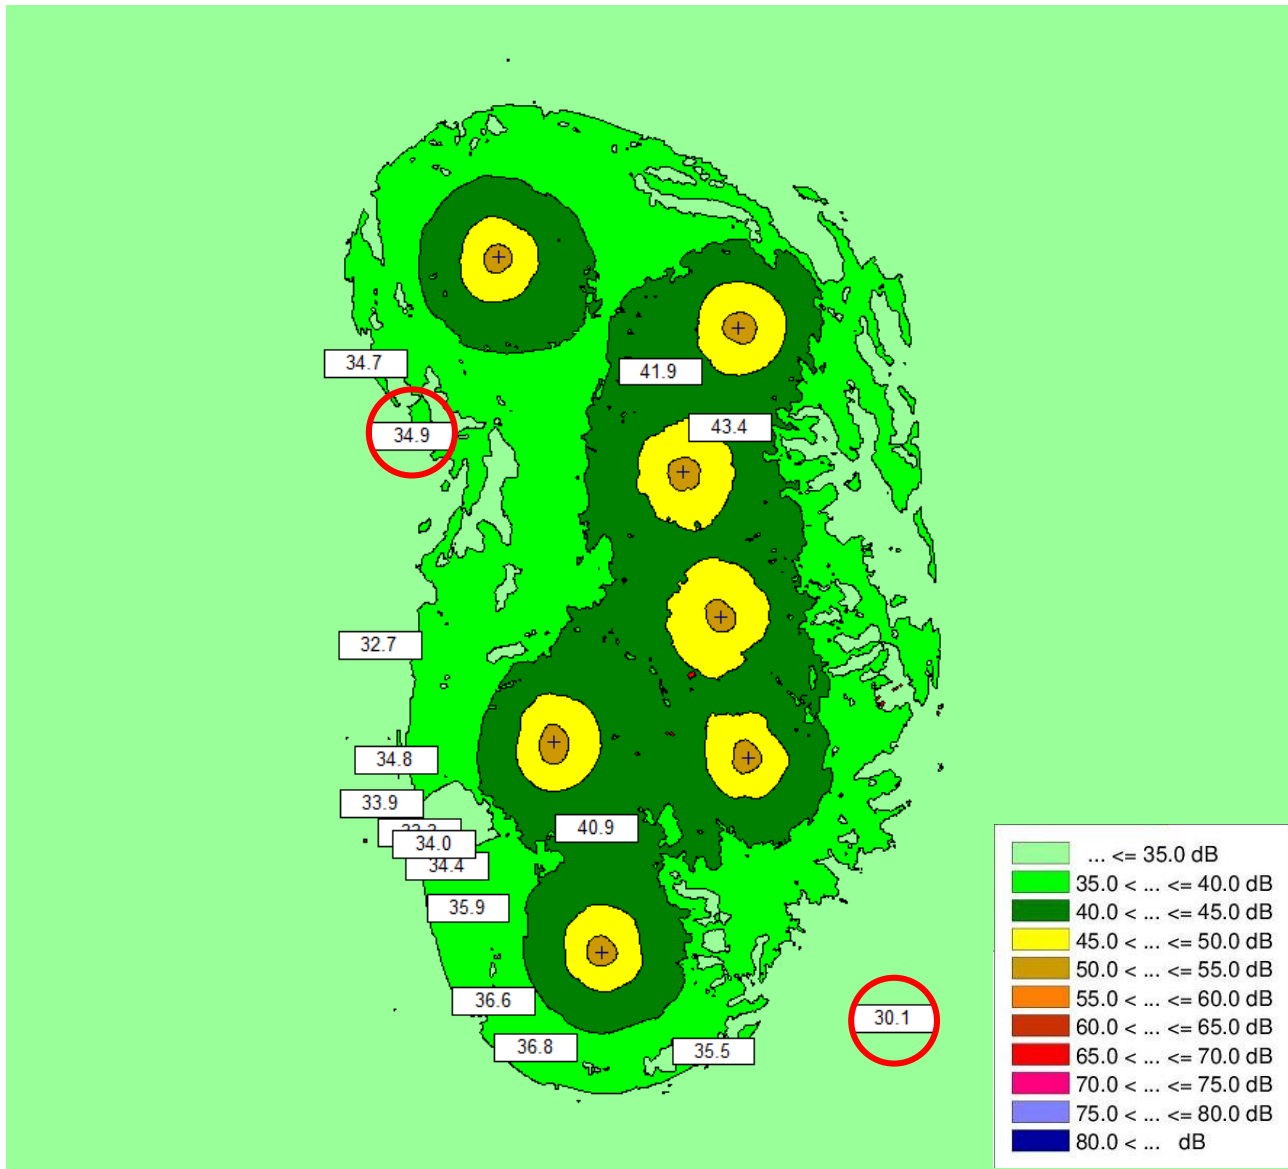 34.7
41.9
34.9
43.4
32.7
34.8
33.9
40.9
34.0
34.4
35.9
36.6
30.1
36.8
35.5
... <= 35.0 dB
35.0 < ... <= 40.0 dB
40.0 < ... <= 45.0 dB
45.0 < ... <= 50.0 dB
50.0 < ... <= 55.0 dB
55.0 < ... <= 60.0 dB
60.0 < ... <= 65.0 dB
65.0 < ... <= 70.0 dB
70.0 < ... <= 75.0 dB
75.0 < ... <= 80.0 dB
80.0 < ... dB